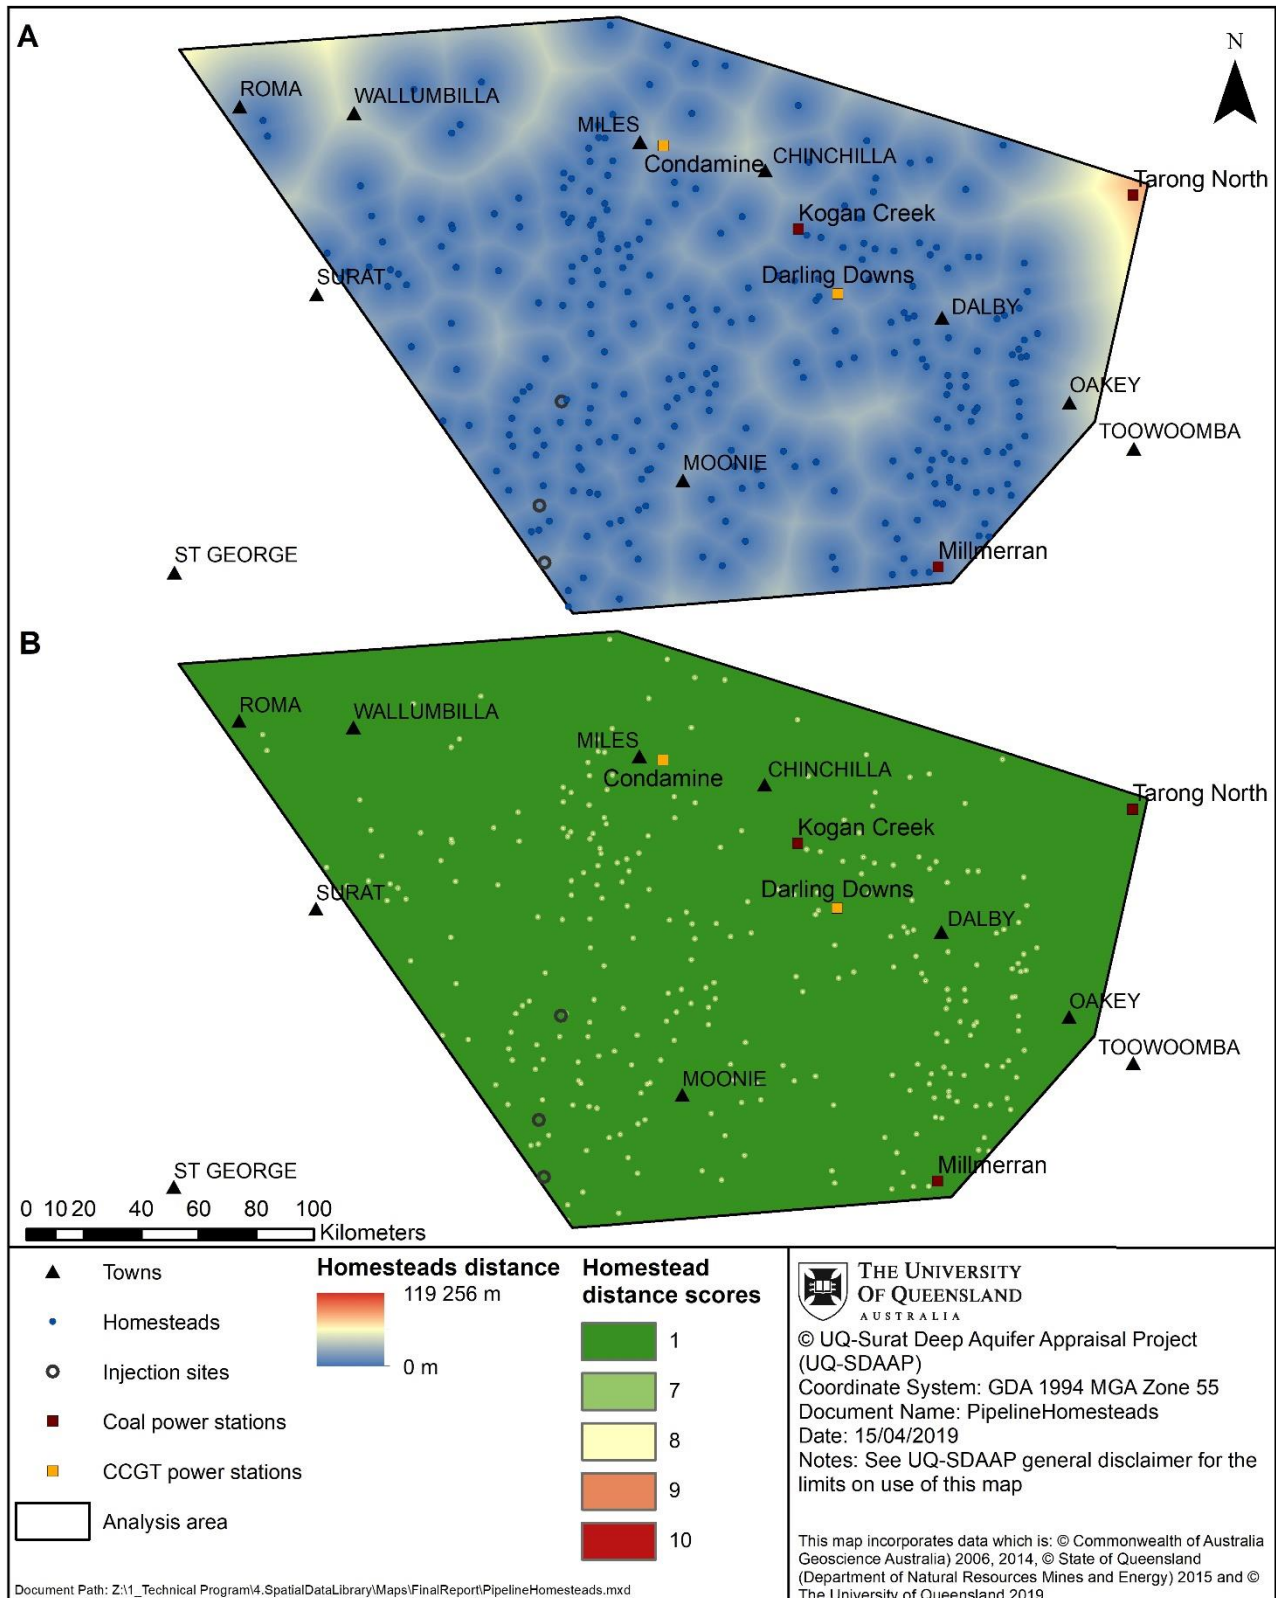 A
N
ROMA
WALLUMBILLA
MILES
Condamine
CHINCHILLA
Tarong North
Kogan Creek
SURAT
Darling Downs
DALBY
OAKEY
TOOWOOMBA
MOONIE
ST GEORGE
Millmerran
B
ROMA
WALLUMBILLA
MILES
Condamine
CHINCHILLA
Tarong North
Kogan Creek
SURAT
Darling Downs
DALBY
OAKEY
TOOWOOMBA
MOONIE
ST GEORGE
Millmerran
0 10 20 40 60 80 100
Kilometers
Towns
Homesteads
Injection sites
Coal power stations
CCGT power stations
Analysis area
Homesteads distance
119 256 m
0 m
Homestead
distance scores
1
7
8
9
10
THE UNIVERSITY
OF QUEENSLAND
AUSTRALIA
© UQ-Surat Deep Aquifer Appraisal Project
(UQ-SDAAP)
Coordinate System: GDA 1994 MGA Zone 55
Document Name: PipelineHomesteads
Date: 15/04/2019
Notes: See UQ-SDAAP general disclaimer for the
limits on use of this map
This map incorporates data which is: © Commonwealth of Australia
Geoscience Australia) 2006, 2014, © State of Queensland
(Department of Natural Resources Mines and Energy) 2015 and ©
The University of Queensland 2019
Document Path: Z:\1_Technical Program\4.SpatialDataLibrary\Maps\FinalReport\PipelineHomesteads.mxd